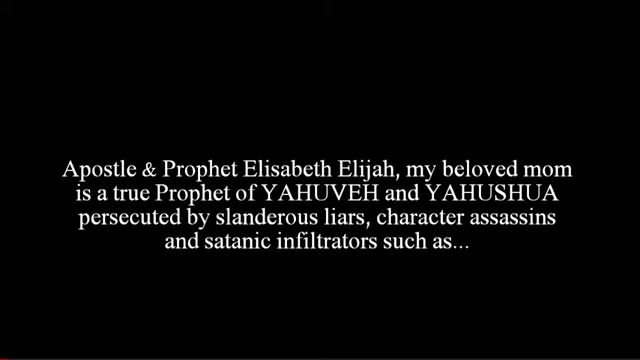 Apostle & Prophet Elisabeth Elijah, my beloved mom
is a true Prophet of YAHUVEH and YAHUSHUA
persecuted by slanderous liars, character assassins
and satanic infiltrators such as...